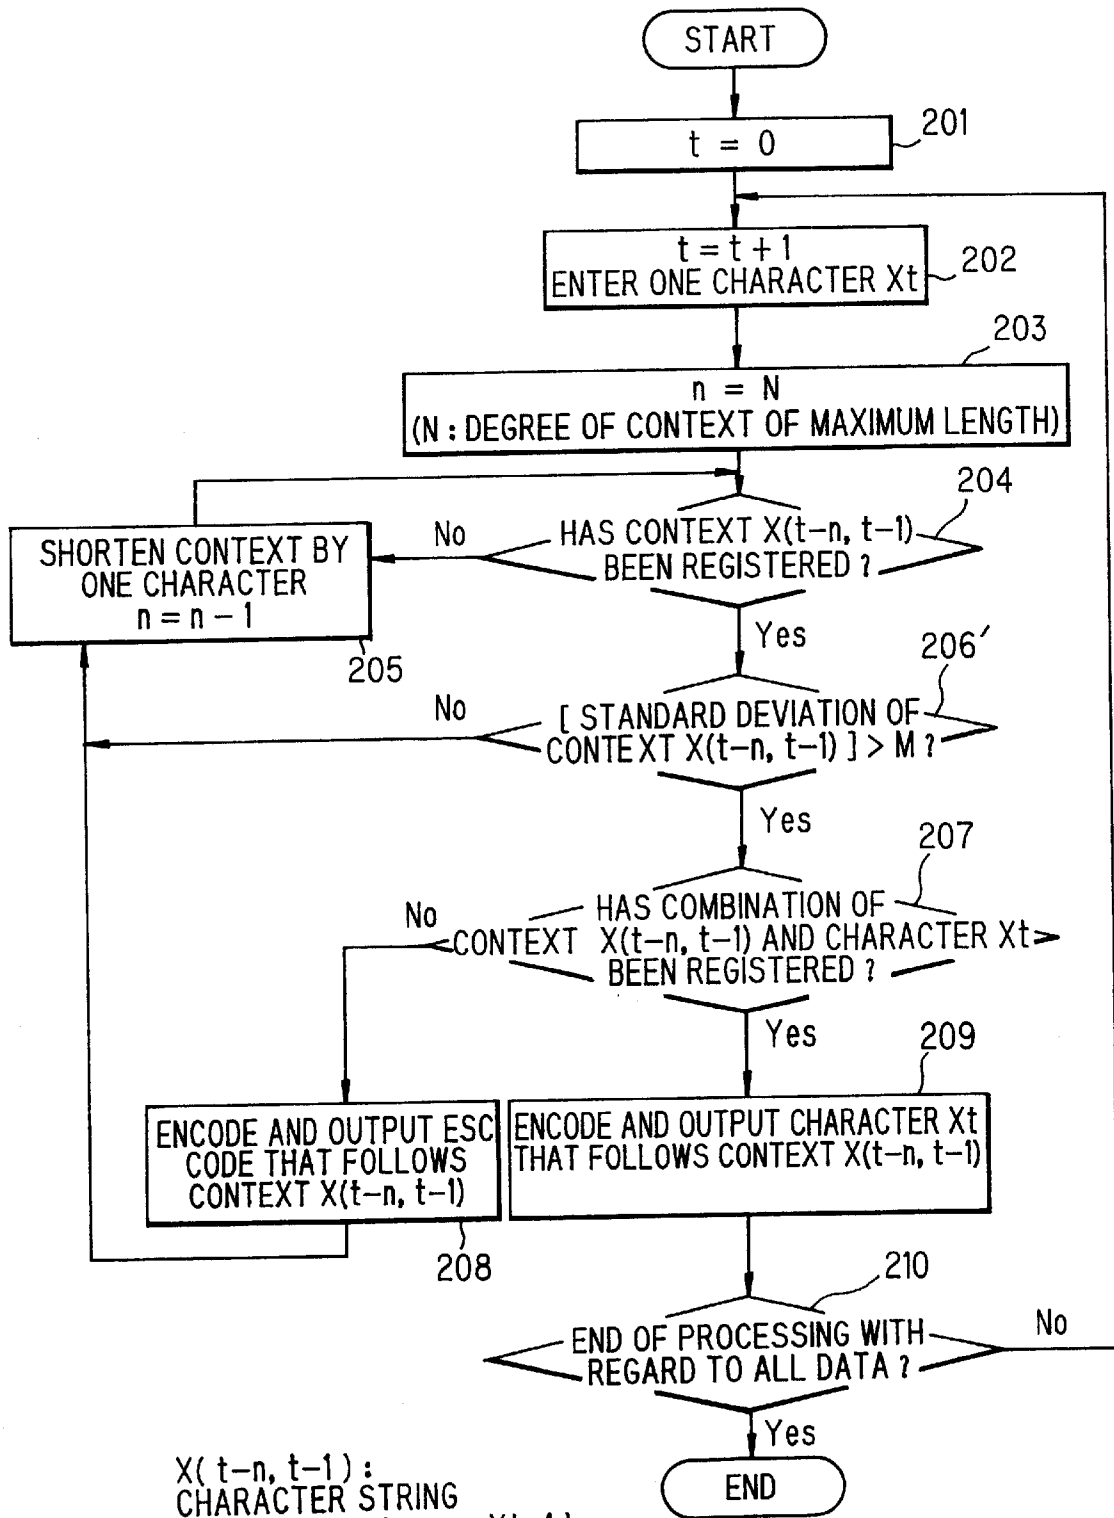 START
t = 0
201
t = t + 1
ENTER ONE CHARACTER Xt
202
203
n = N
(N : DEGREE OF CONTEXT OF MAXIMUM LENGTH)
204
HAS CONTEXT X(t-n, t-1)
BEEN REGISTERED ?
No
SHORTEN CONTEXT BY
ONE CHARACTER
n = n - 1
205
Yes
206′
[ STANDARD DEVIATION OF
CONTEXT X(t-n, t-1) ] > M ?
No
Yes
207
HAS COMBINATION OF
CONTEXT X(t-n, t-1) AND CHARACTER Xt
BEEN REGISTERED ?
No
Yes
209
ENCODE AND OUTPUT ESC
CODE THAT FOLLOWS
CONTEXT X(t-n, t-1)
208
ENCODE AND OUTPUT CHARACTER Xt
THAT FOLLOWS CONTEXT X(t-n, t-1)
210
END OF PROCESSING WITH
REGARD TO ALL DATA ?
No
Yes
END
X( t-n, t-1 ) :
CHARACTER STRING